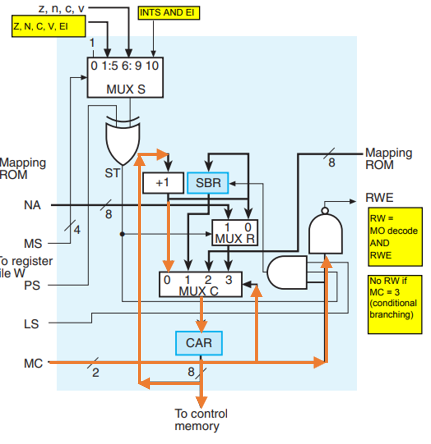 z, n, c, v
INTS AND EI
Z, N, C, V, EI
1
0 1:5 6: 9 10
MUX S
Mapping
ROM
ST
+1
SBR
8
Mapping
ROM
NA
8
RWE
1 0
MUX R
RW =
MO decode
AND
RWE
4
MS
To register
file W
PS
0 1 2 3
MUX C
No RW if
MC = 3
(conditional
branching)
LS
CAR
MC
2
8
To control
memory